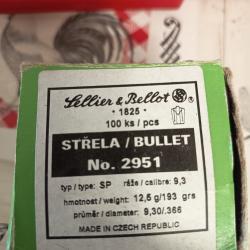 Sellier & Bellot
• 1825 •
100 ks / pcs
STŘELA / BULLET
No. 2951
typ / type: SP ráže / calibre: 9,3
hmotnost / weight: 12,5 g/193 grs
průměr / diameter: 9,30/.366
MADE IN CZECH REPUBLIC